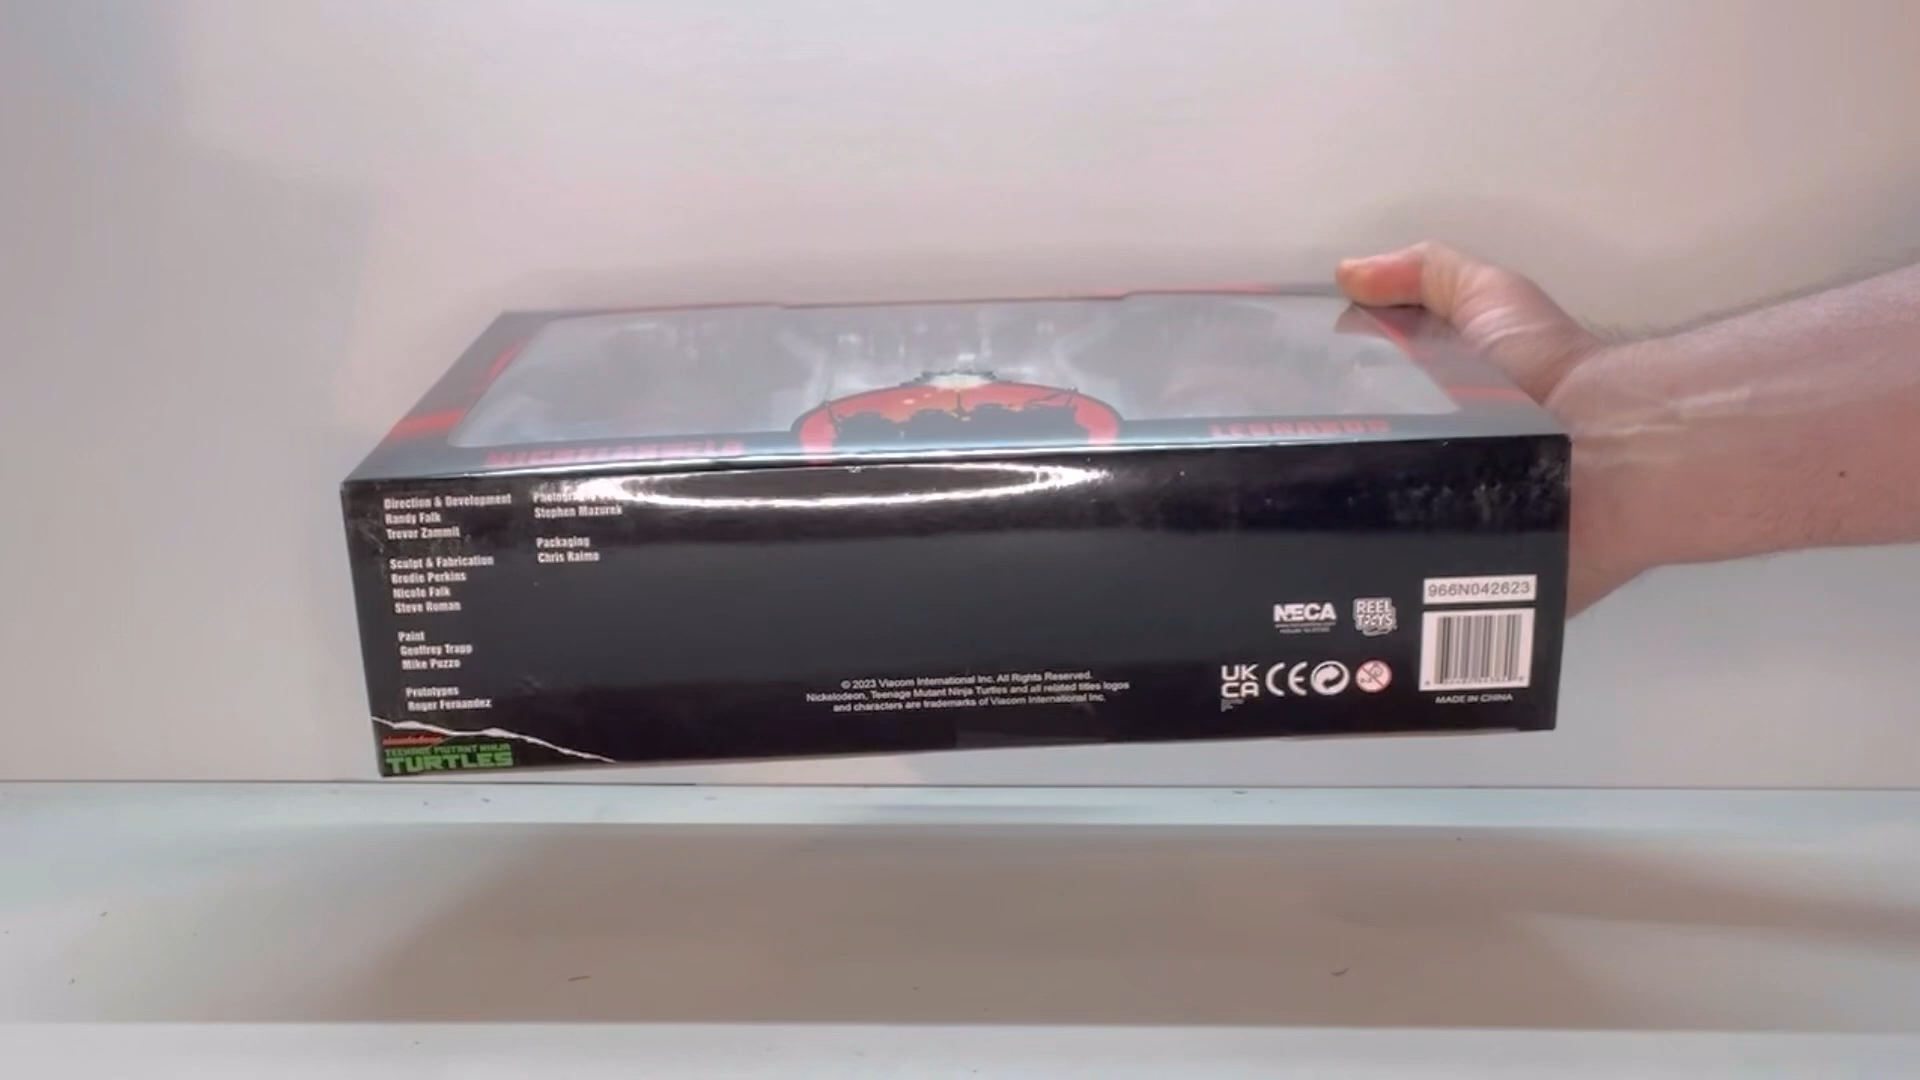 MICHELANGELO
LEONARDO
Direction & Development
Randy Falk
Trevor Zammit
Sculpt & Fabrication
Brodie Perkins
Nicole Falk
Steve Roman
Paint
Geoffrey Trapp
Mike Puzzo
Prototypes
Roger Fernandez
Stephen Mazurek
Packaging
Chris Raimo
nickelodeon
TEENAGE MUTANT NINJA
TURTLES
© 2023 Viacom International Inc. All Rights Reserved.
Nickelodeon, Teenage Mutant Ninja Turtles and all related titles logos
and characters are trademarks of Viacom International Inc.
NECA
REEL
TOYS
UK
CA
CE
966N042623
MADE IN CHINA